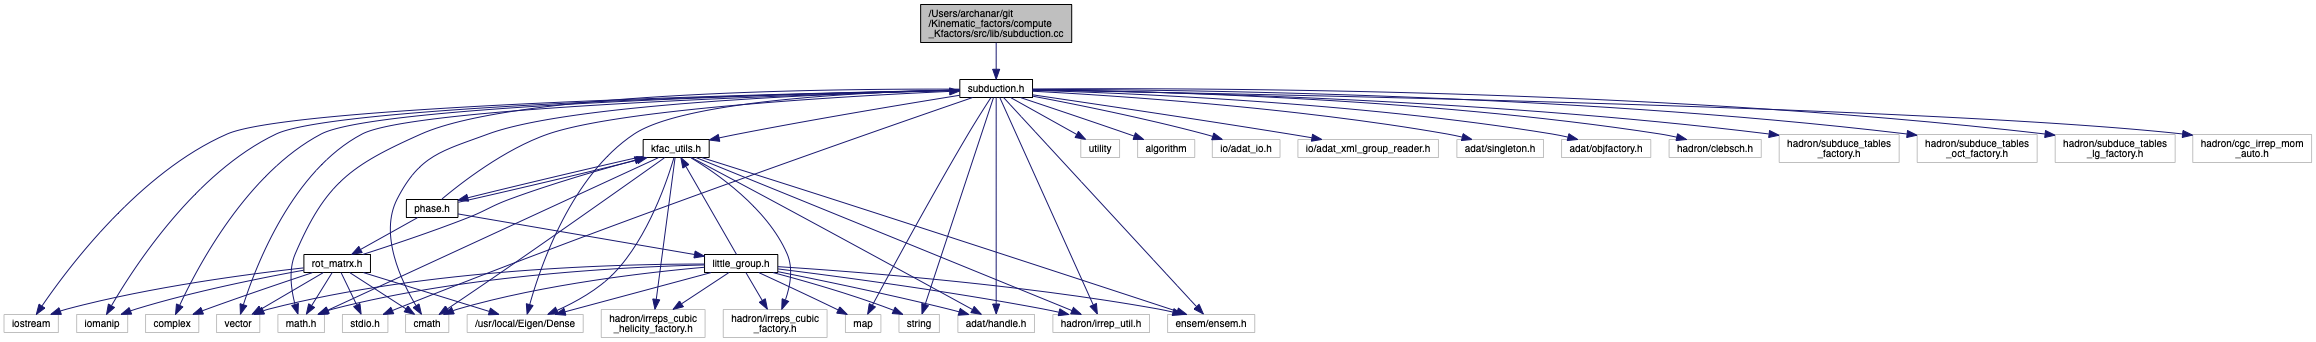 /Users/archanar/git
/Kinematic_factors/compute
_Kfactors/src/lib/subduction.cc
subduction.h
kfac_utils.h
utility
algorithm
io/adat_io.h
io/adat_xml_group_reader.h
adat/singleton.h
adat/objfactory.h
hadron/clebsch.h
hadron/subduce_tables
_factory.h
hadron/subduce_tables
_oct_factory.h
hadron/subduce_tables
_lg_factory.h
hadron/cgc_irrep_mom
_auto.h
phase.h
rot_matrx.h
little_group.h
iostream
iomanip
complex
vector
math.h
stdio.h
cmath
/usr/local/Eigen/Dense
hadron/irreps_cubic
_helicity_factory.h
hadron/irreps_cubic
_factory.h
map
string
adat/handle.h
hadron/irrep_util.h
ensem/ensem.h